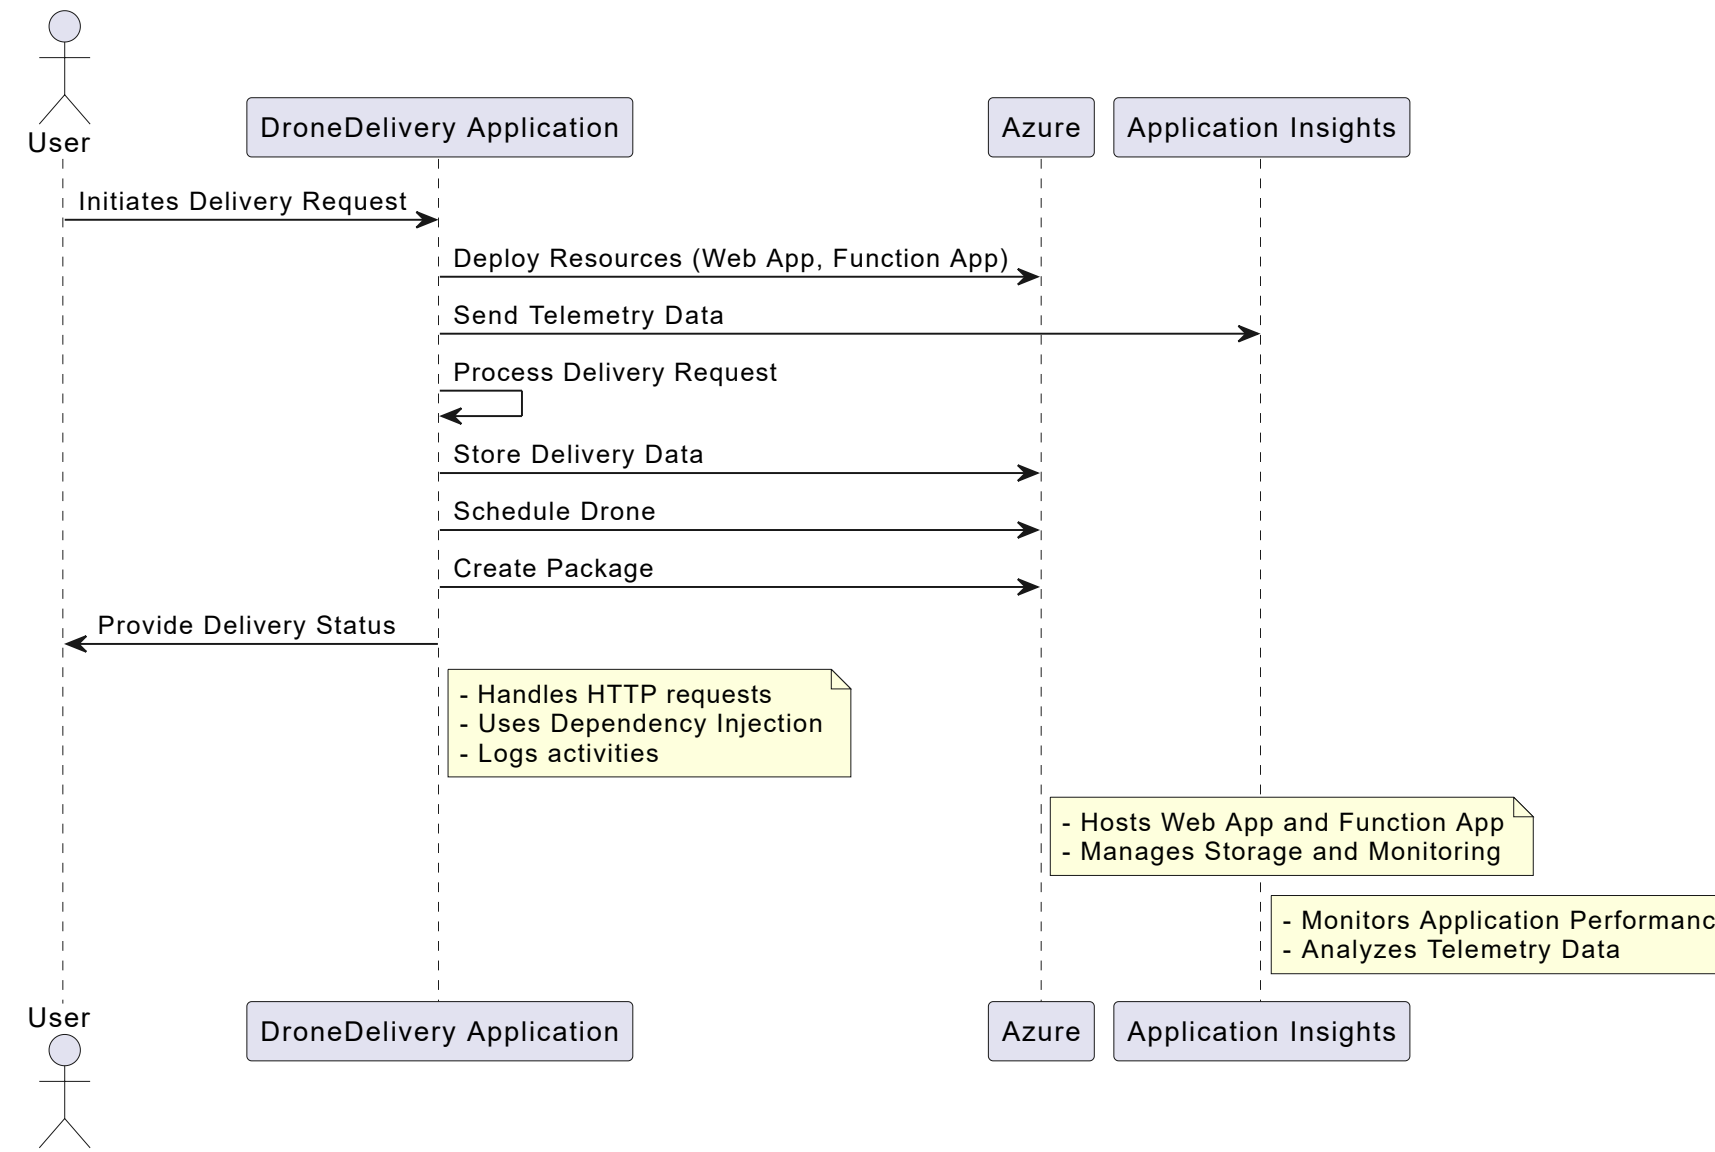 User
DroneDelivery Application
Azure
Application Insights
Initiates Delivery Request
Deploy Resources (Web App, Function App)
Send Telemetry Data
Process Delivery Request
Store Delivery Data
Schedule Drone
Create Package
Provide Delivery Status
- Handles HTTP requests
- Uses Dependency Injection
- Logs activities
- Hosts Web App and Function App
- Manages Storage and Monitoring
- Monitors Application Performanc
- Analyzes Telemetry Data
User
DroneDelivery Application
Azure
Application Insights